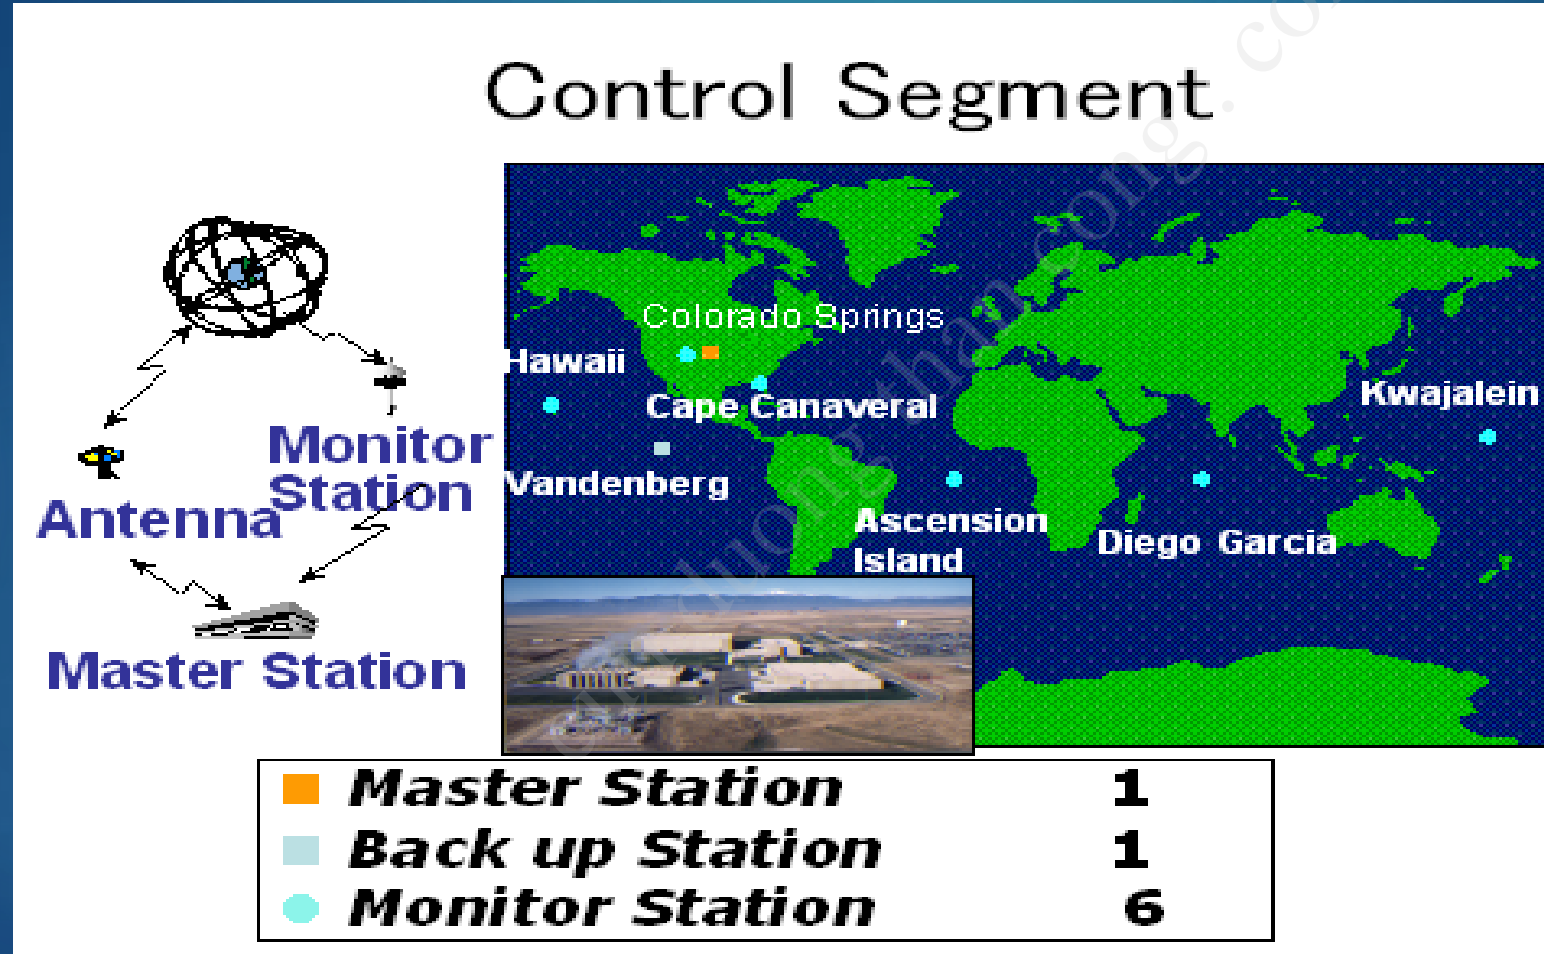 Control Segment
Colorado Springs
Hawaii
Kwajalein
Cape Canaveral
Monitor
Station
Vandenberg
Antenna
Ascension
Island
Diego Garcia
Master Station
Master Station 1
Back up Station 1
Monitor Station 6